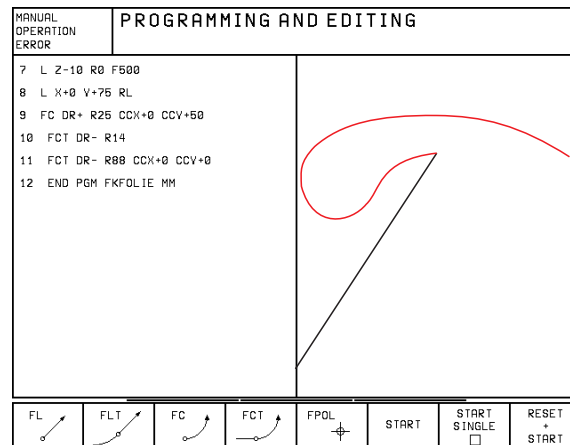 MANUAL
OPERATION
ERROR
PROGRAMMING AND EDITING
7 L Z-10 R0 F500
8 L X+0 Y+75 RL
9 FC DR+ R25 CCX+0 CCY+50
10 FCT DR- R14
11 FCT DR- R88 CCX+0 CCY+0
12 END PGM FKFOLIE MM
FL
FLT
FC
FCT
FPOL
START
START
SINGLE
RESET
+
START